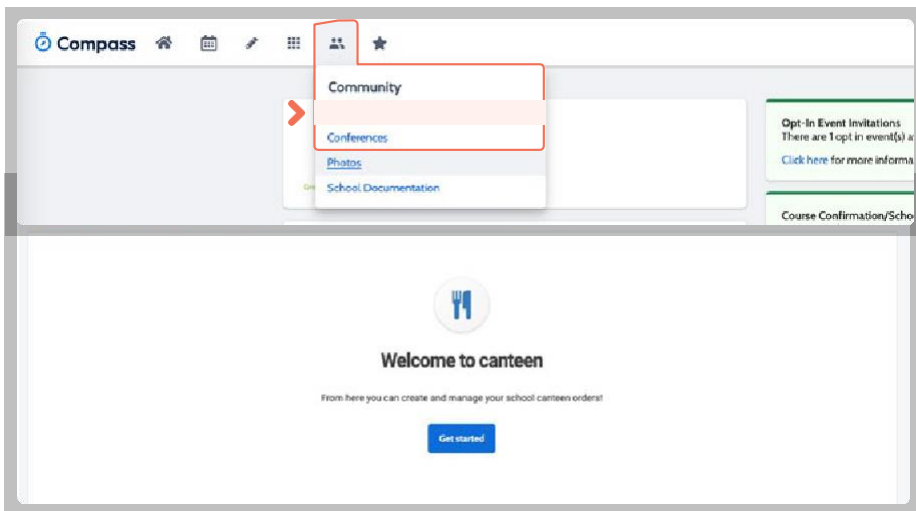 Compass
Community
Conferences
Photos
School Documentation
Opt-In Event Invitations
There are 1 opt in event(s) a
Click here for more informa
Course Confirmation/Scho
Welcome to canteen
From here you can create and manage your school canteen orders!
Get started